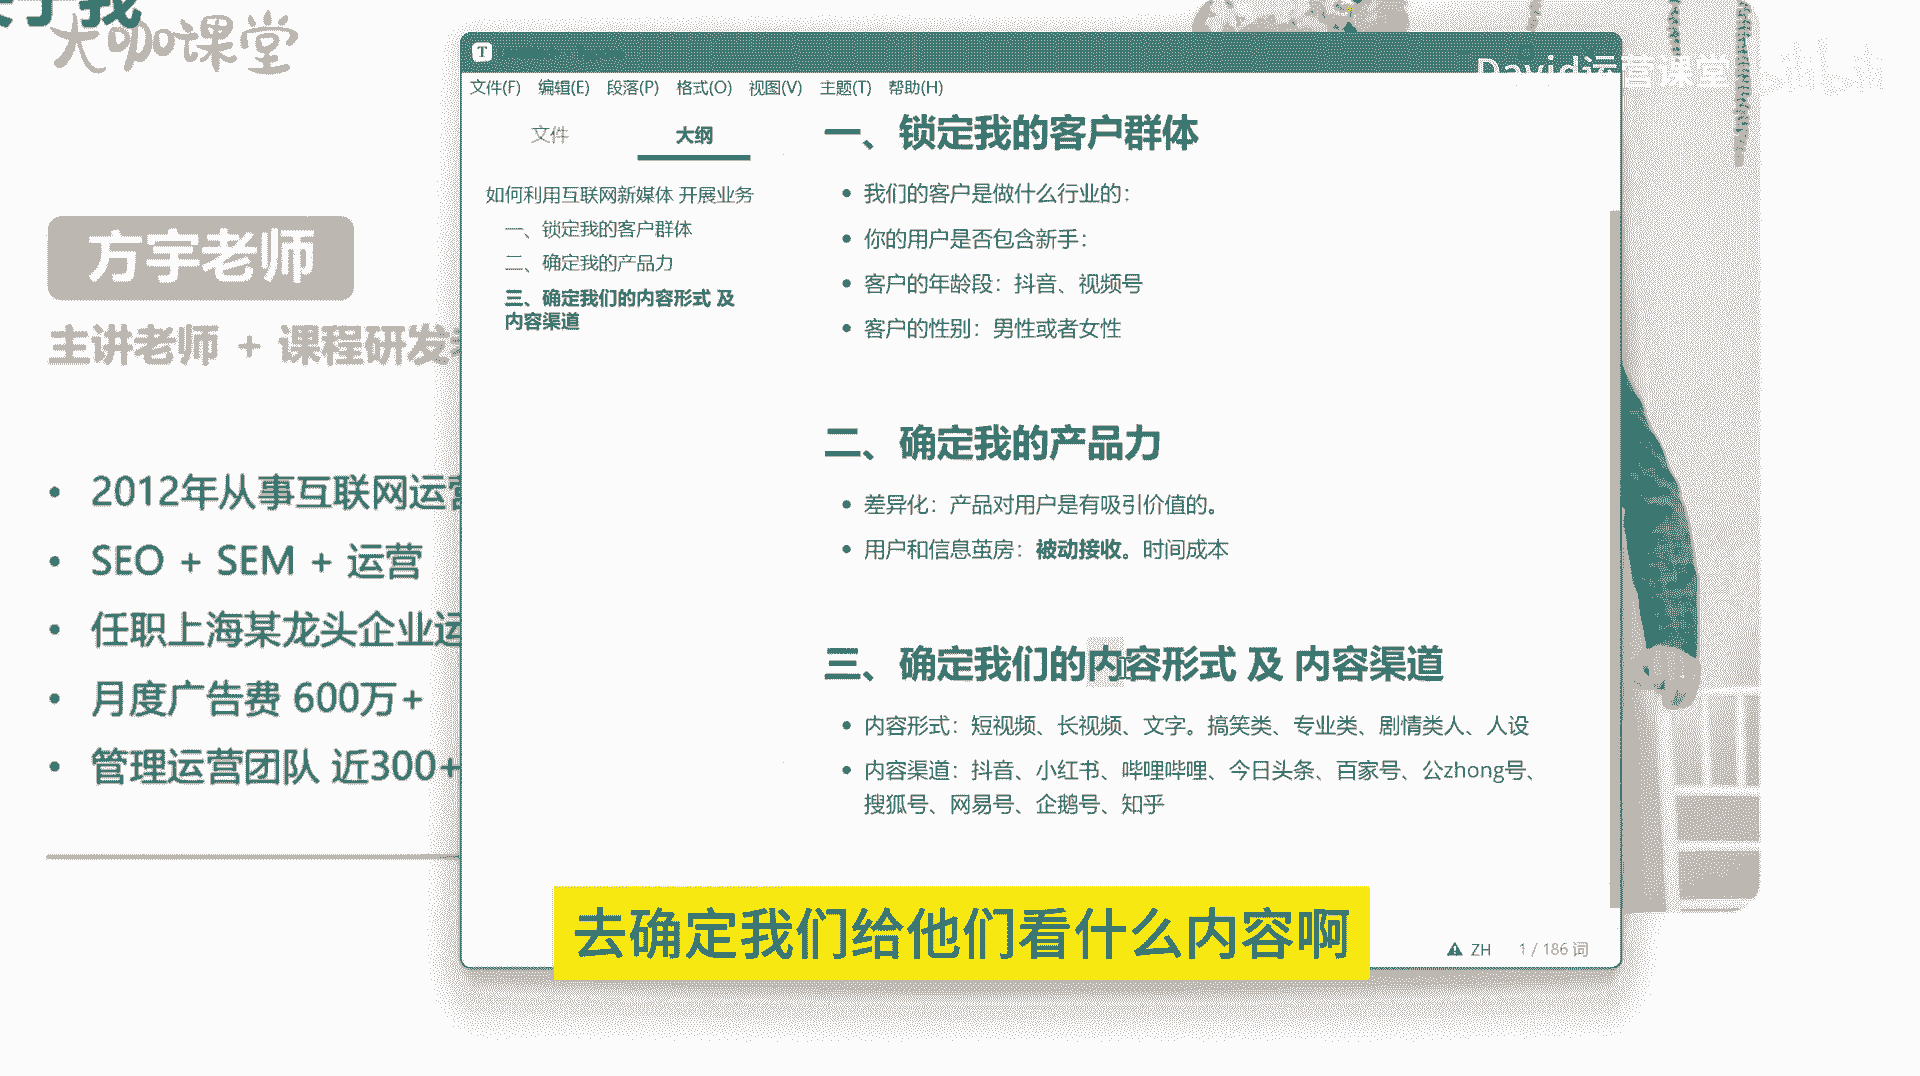 大咖课堂
David运营课堂
bilibili
方宇老师
主讲老师 + 课程研发
• 2012年从事互联网运营
• SEO + SEM + 运营
• 任职上海某龙头企业运
• 月度广告费 600万+
• 管理运营团队 近300+
T
文件(F) 编辑(E) 段落(P) 格式(O) 视图(V) 主题(T) 帮助(H)
文件 大纲
如何利用互联网新媒体 开展业务
一、锁定我的客户群体
二、确定我的产品力
三、确定我们的内容形式 及
内容渠道
一、锁定我的客户群体
• 我们的客户是做什么行业的：
• 你的用户是否包含新手：
• 客户的年龄段：抖音、视频号
• 客户的性别：男性或者女性
二、确定我的产品力
• 差异化：产品对用户是有吸引价值的。
• 用户和信息茧房：被动接收。时间成本
三、确定我们的内容形式 及 内容渠道
• 内容形式：短视频、长视频、文字。搞笑类、专业类、剧情类人、人设
• 内容渠道：抖音、小红书、哔哩哔哩、今日头条、百家号、公zhong号、
搜狐号、网易号、企鹅号、知乎
ZH 1 / 186 词
去确定我们给他们看什么内容啊